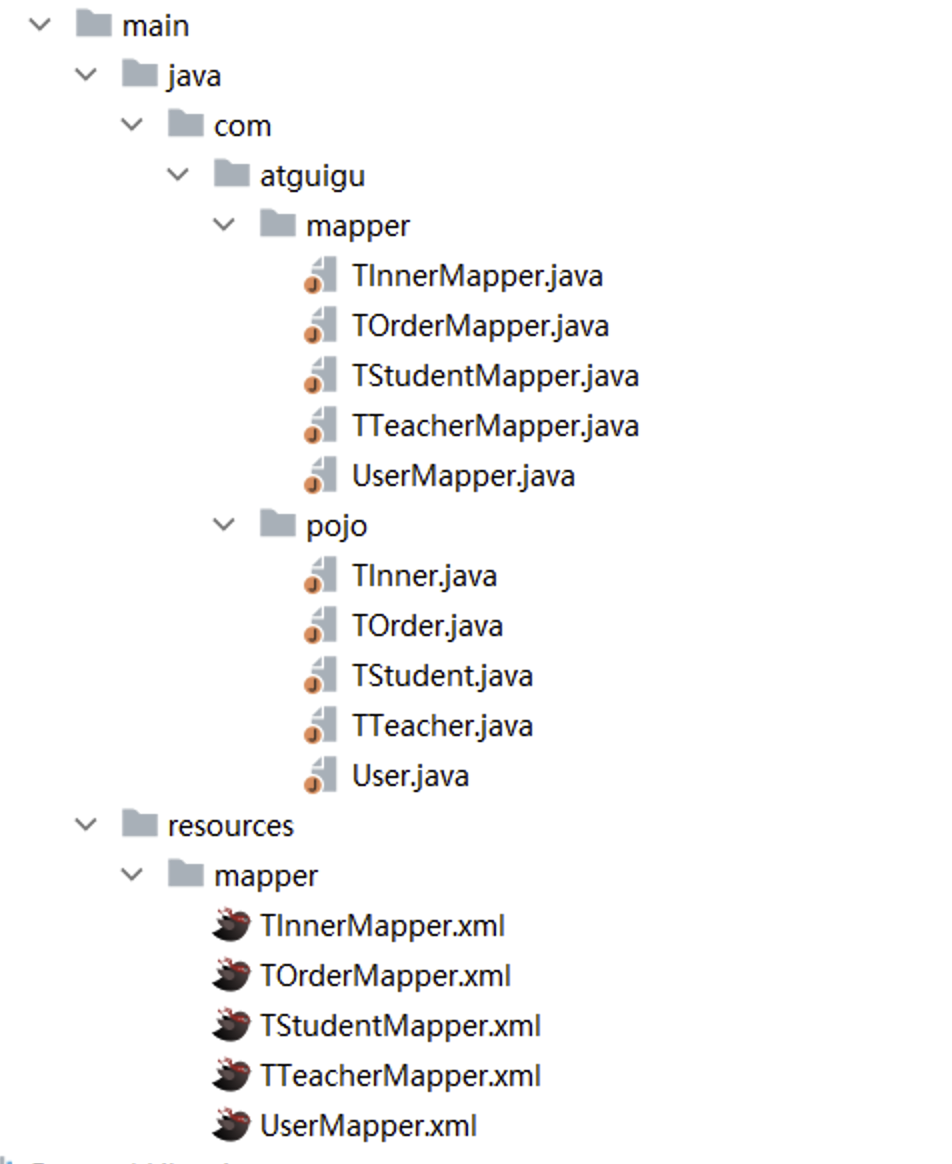 main
java
com
atguigu
mapper
TInnerMapper.java
TOrderMapper.java
TStudentMapper.java
TTeacherMapper.java
UserMapper.java
pojo
TInner.java
TOrder.java
TStudent.java
TTeacher.java
User.java
resources
mapper
TInnerMapper.xml
TOrderMapper.xml
TStudentMapper.xml
TTeacherMapper.xml
UserMapper.xml